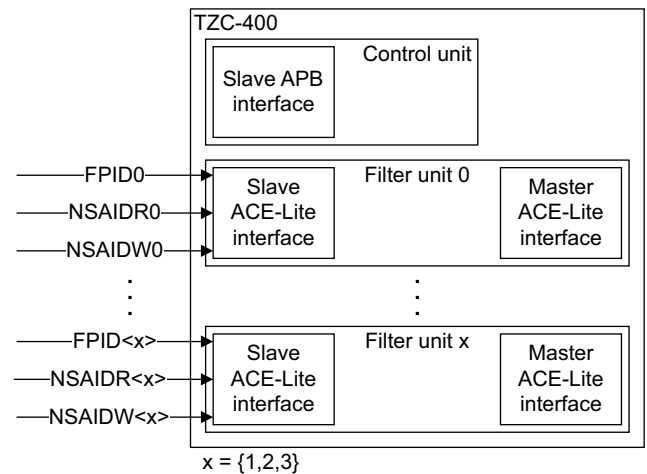 TZC-400
Control unit
Slave APB
interface
FPID0
NSAIDR0
NSAIDW0
Slave
ACE-Lite
interface
Filter unit 0
Master
ACE-Lite
interface
FPID<x>
NSAIDR<x>
NSAIDW<x>
Slave
ACE-Lite
interface
Filter unit x
Master
ACE-Lite
interface
x = {1,2,3}